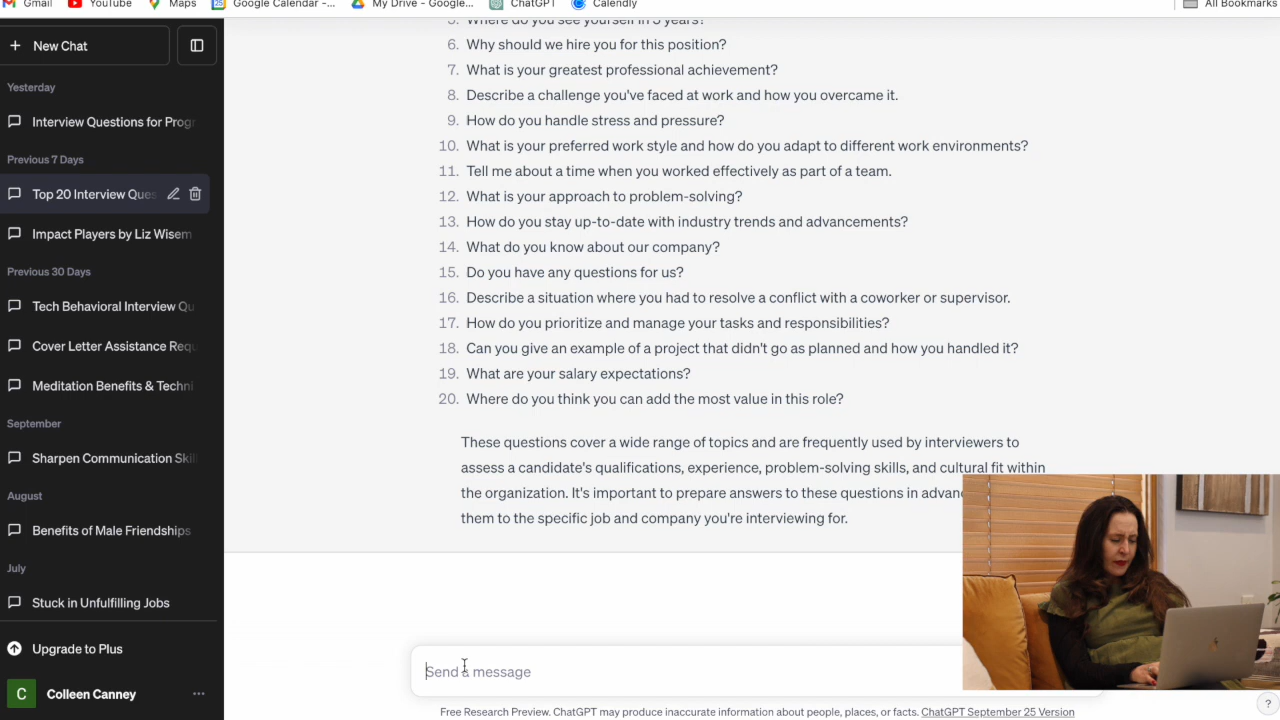 Gmail YouTube Maps Google Calendar -... My Drive - Google... ChatGPT Calendly All Bookmarks
New Chat
Yesterday
Interview Questions for Progr
Previous 7 Days
Top 20 Interview Ques
Impact Players by Liz Wisem
Previous 30 Days
Tech Behavioral Interview Qu
Cover Letter Assistance Requ
Meditation Benefits & Techni
September
Sharpen Communication Skil
August
Benefits of Male Friendships
July
Stuck in Unfulfilling Jobs
Upgrade to Plus
C Colleen Canney ...
5. Where do you see yourself in 5 years?
6. Why should we hire you for this position?
7. What is your greatest professional achievement?
8. Describe a challenge you've faced at work and how you overcame it.
9. How do you handle stress and pressure?
10. What is your preferred work style and how do you adapt to different work environments?
11. Tell me about a time when you worked effectively as part of a team.
12. What is your approach to problem-solving?
13. How do you stay up-to-date with industry trends and advancements?
14. What do you know about our company?
15. Do you have any questions for us?
16. Describe a situation where you had to resolve a conflict with a coworker or supervisor.
17. How do you prioritize and manage your tasks and responsibilities?
18. Can you give an example of a project that didn't go as planned and how you handled it?
19. What are your salary expectations?
20. Where do you think you can add the most value in this role?
These questions cover a wide range of topics and are frequently used by interviewers to
assess a candidate's qualifications, experience, problem-solving skills, and cultural fit within
the organization. It's important to prepare answers to these questions in advan
them to the specific job and company you're interviewing for.
Send a message
Free Research Preview. ChatGPT may produce inaccurate information about people, places, or facts. ChatGPT September 25 Version
?